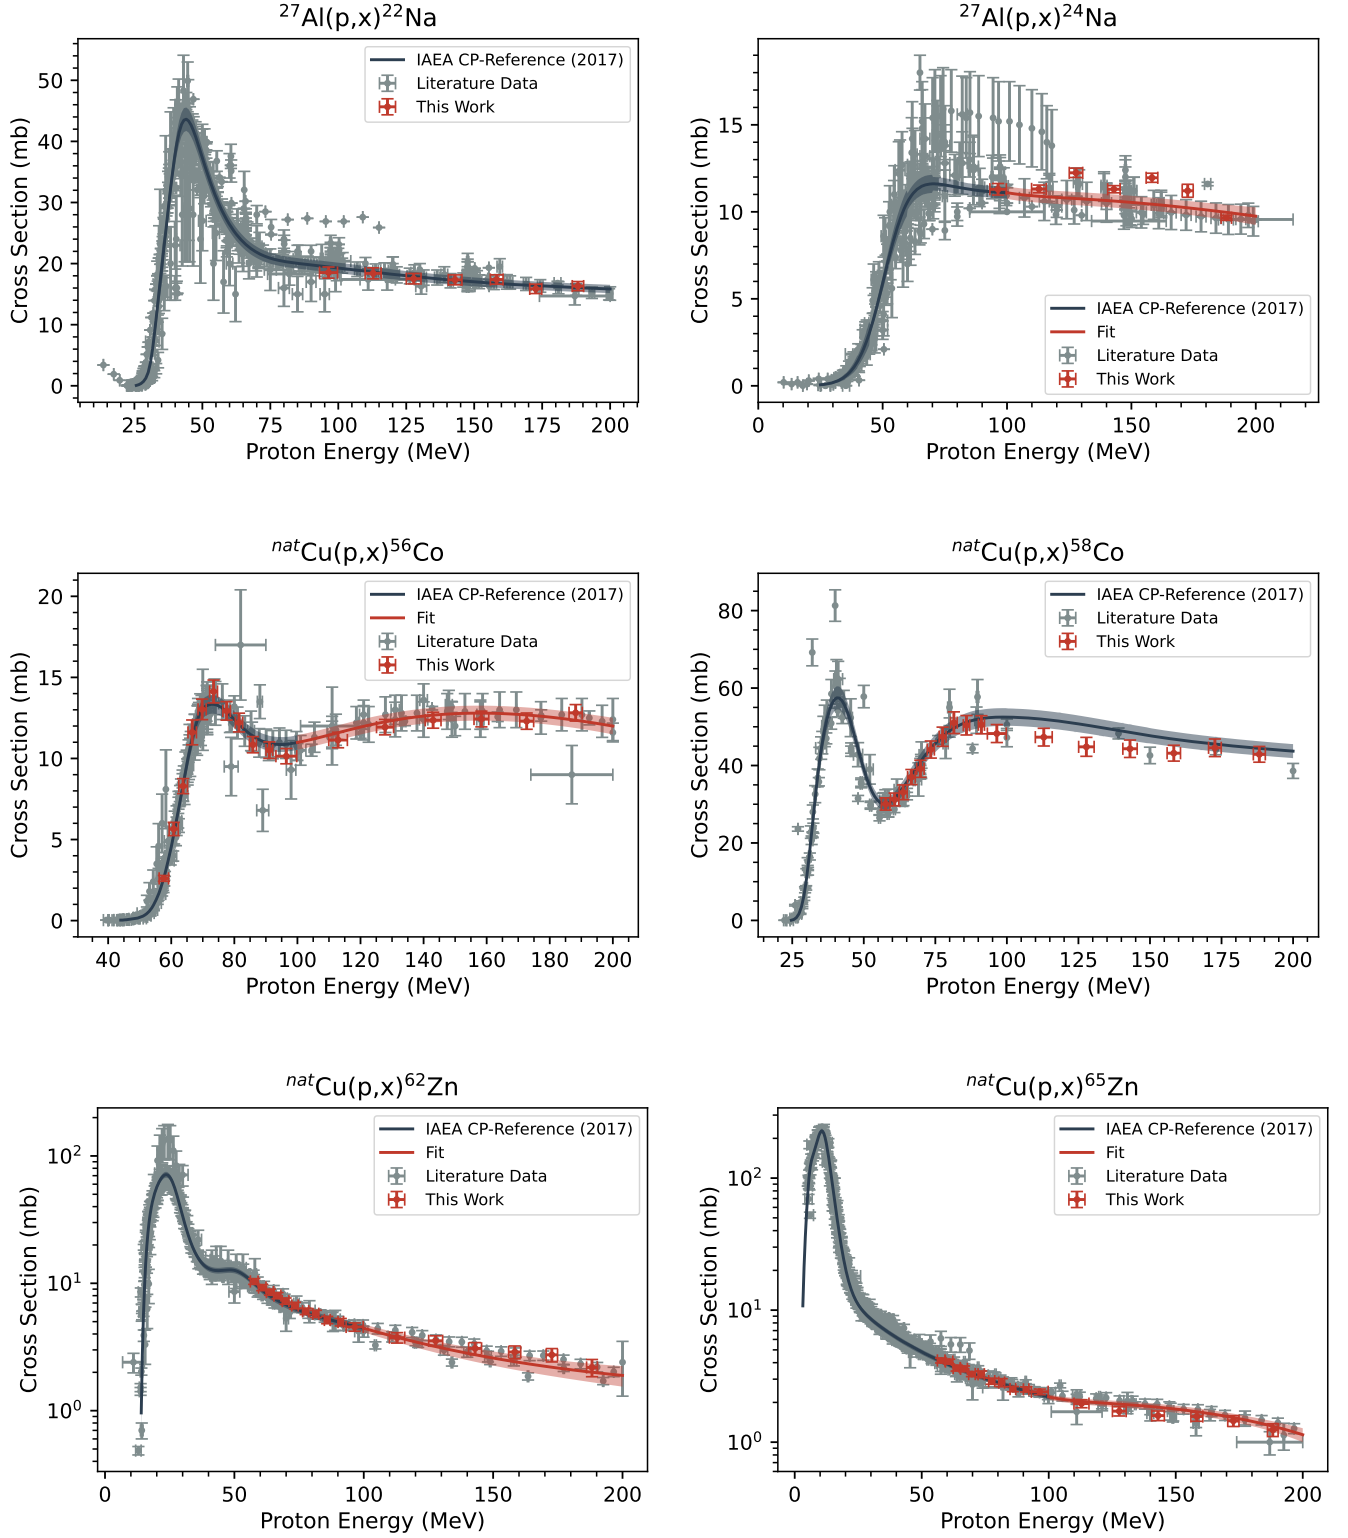 27Al(p,x)22Na
Cross Section (mb)
50
40
30
20
10
0
IAEA CP-Reference (2017)
Literature Data
This Work
25 50 75 100 125 150 175 200
Proton Energy (MeV)
27Al(p,x)24Na
Cross Section (mb)
15
10
5
0
IAEA CP-Reference (2017)
Fit
Literature Data
This Work
0 50 100 150 200
Proton Energy (MeV)
natCu(p,x)56Co
Cross Section (mb)
20
15
10
5
0
IAEA CP-Reference (2017)
Fit
Literature Data
This Work
40 60 80 100 120 140 160 180 200
Proton Energy (MeV)
natCu(p,x)58Co
Cross Section (mb)
80
60
40
20
0
IAEA CP-Reference (2017)
Literature Data
This Work
25 50 75 100 125 150 175 200
Proton Energy (MeV)
natCu(p,x)62Zn
Cross Section (mb)
10^2
10^1
10^0
IAEA CP-Reference (2017)
Fit
Literature Data
This Work
0 50 100 150 200
Proton Energy (MeV)
natCu(p,x)65Zn
Cross Section (mb)
10^2
10^1
10^0
IAEA CP-Reference (2017)
Fit
Literature Data
This Work
0 50 100 150 200
Proton Energy (MeV)